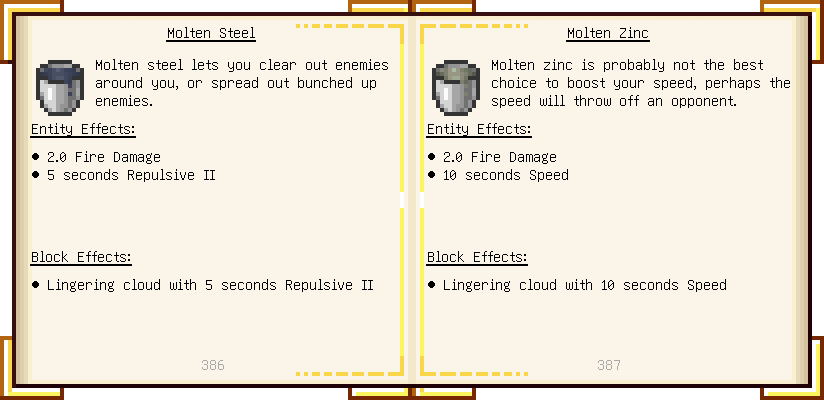 Molten Steel
Molten steel lets you clear out enemies
around you, or spread out bunched up
enemies.
Entity Effects:
● 2.0 Fire Damage
● 5 seconds Repulsive II
Block Effects:
● Lingering cloud with 5 seconds Repulsive II
386
Molten Zinc
Molten zinc is probably not the best
choice to boost your speed, perhaps the
speed will throw off an opponent.
Entity Effects:
● 2.0 Fire Damage
● 10 seconds Speed
Block Effects:
● Lingering cloud with 10 seconds Speed
387